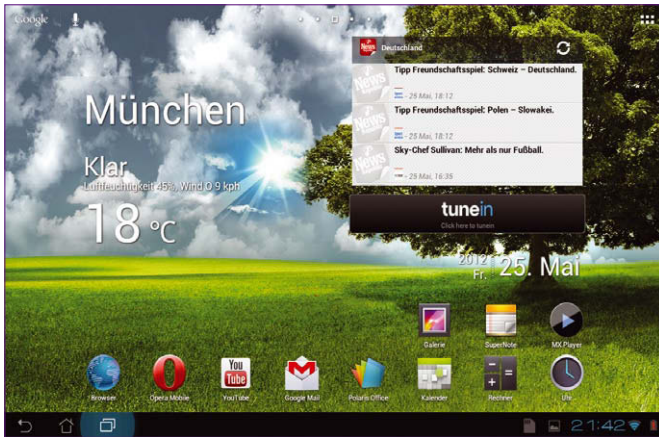 Google
News Deutschland
Tipp Freundschaftsspiel: Schweiz – Deutschland.
- 25 Mai, 18:12
Tipp Freundschaftsspiel: Polen – Slowakei.
- 25 Mai, 18:12
Sky-Chef Sullivan: Mehr als nur Fußball.
- 25 Mai, 16:39
München
Klar
Luftfeuchtigkeit 45%, Wind O 9 kph
18 °C
tunein
Click here to tunein
2012
Fr. 25. Mai
Galerie
SuperNote
MX Player
You
Tube
Browser
Opera Mobile
YouTube
Google Mail
Polaris Office
Kalender
Rechner
Uhr
21:42